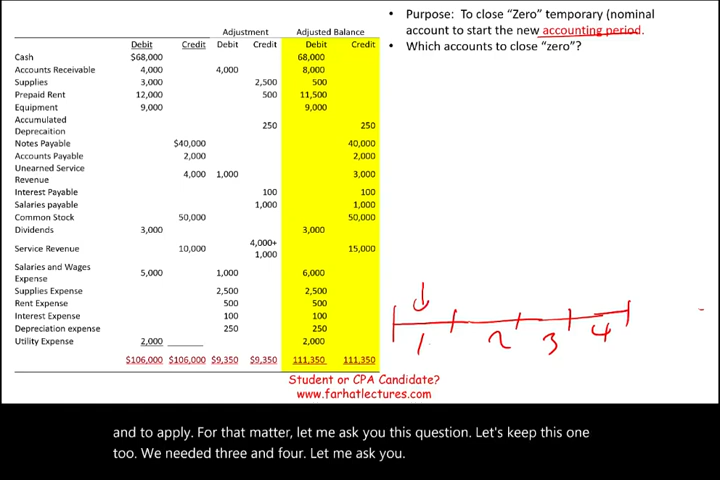 Adjustment Adjusted Balance
Debit Credit Debit Credit Debit Credit
Cash $68,000 68,000
Accounts Receivable 4,000 4,000 8,000
Supplies 3,000 2,500 500
Prepaid Rent 12,000 500 11,500
Equipment 9,000 9,000
Accumulated
Deprecaition 250 250
Notes Payable $40,000 40,000
Accounts Payable 2,000 2,000
Unearned Service
Revenue 4,000 1,000 3,000
Interest Payable 100 100
Salaries payable 1,000 1,000
Common Stock 50,000 50,000
Dividends 3,000 3,000
Service Revenue 10,000 4,000+ 15,000
1,000
Salaries and Wages
Expense 5,000 1,000 6,000
Supplies Expense 2,500 2,500
Rent Expense 500 500
Interest Expense 100 100
Depreciation expense 250 250
Utility Expense 2,000 2,000
$106,000 $106,000 $9,350 $9,350 111,350 111,350
Student or CPA Candidate?
www.farhatlectures.com
• Purpose: To close “Zero” temporary (nominal
account to start the new accounting period.
• Which accounts to close “zero”?
1 2 3 4
and to apply. For that matter, let me ask you this question. Let's keep this one
too. We needed three and four. Let me ask you.